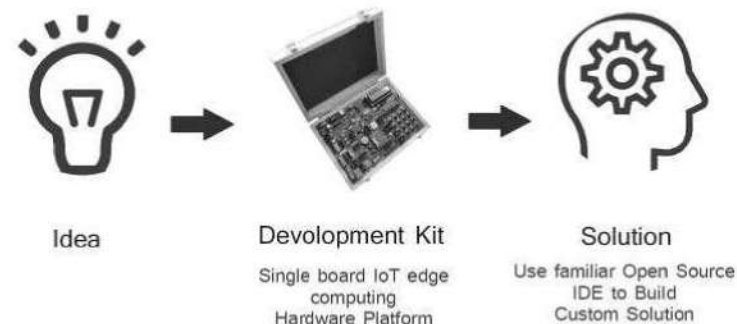 Idea
Devolopment Kit
Single board IoT edge
computing
Hardware Platform
Solution
Use familiar Open Source
IDE to Build
Custom Solution